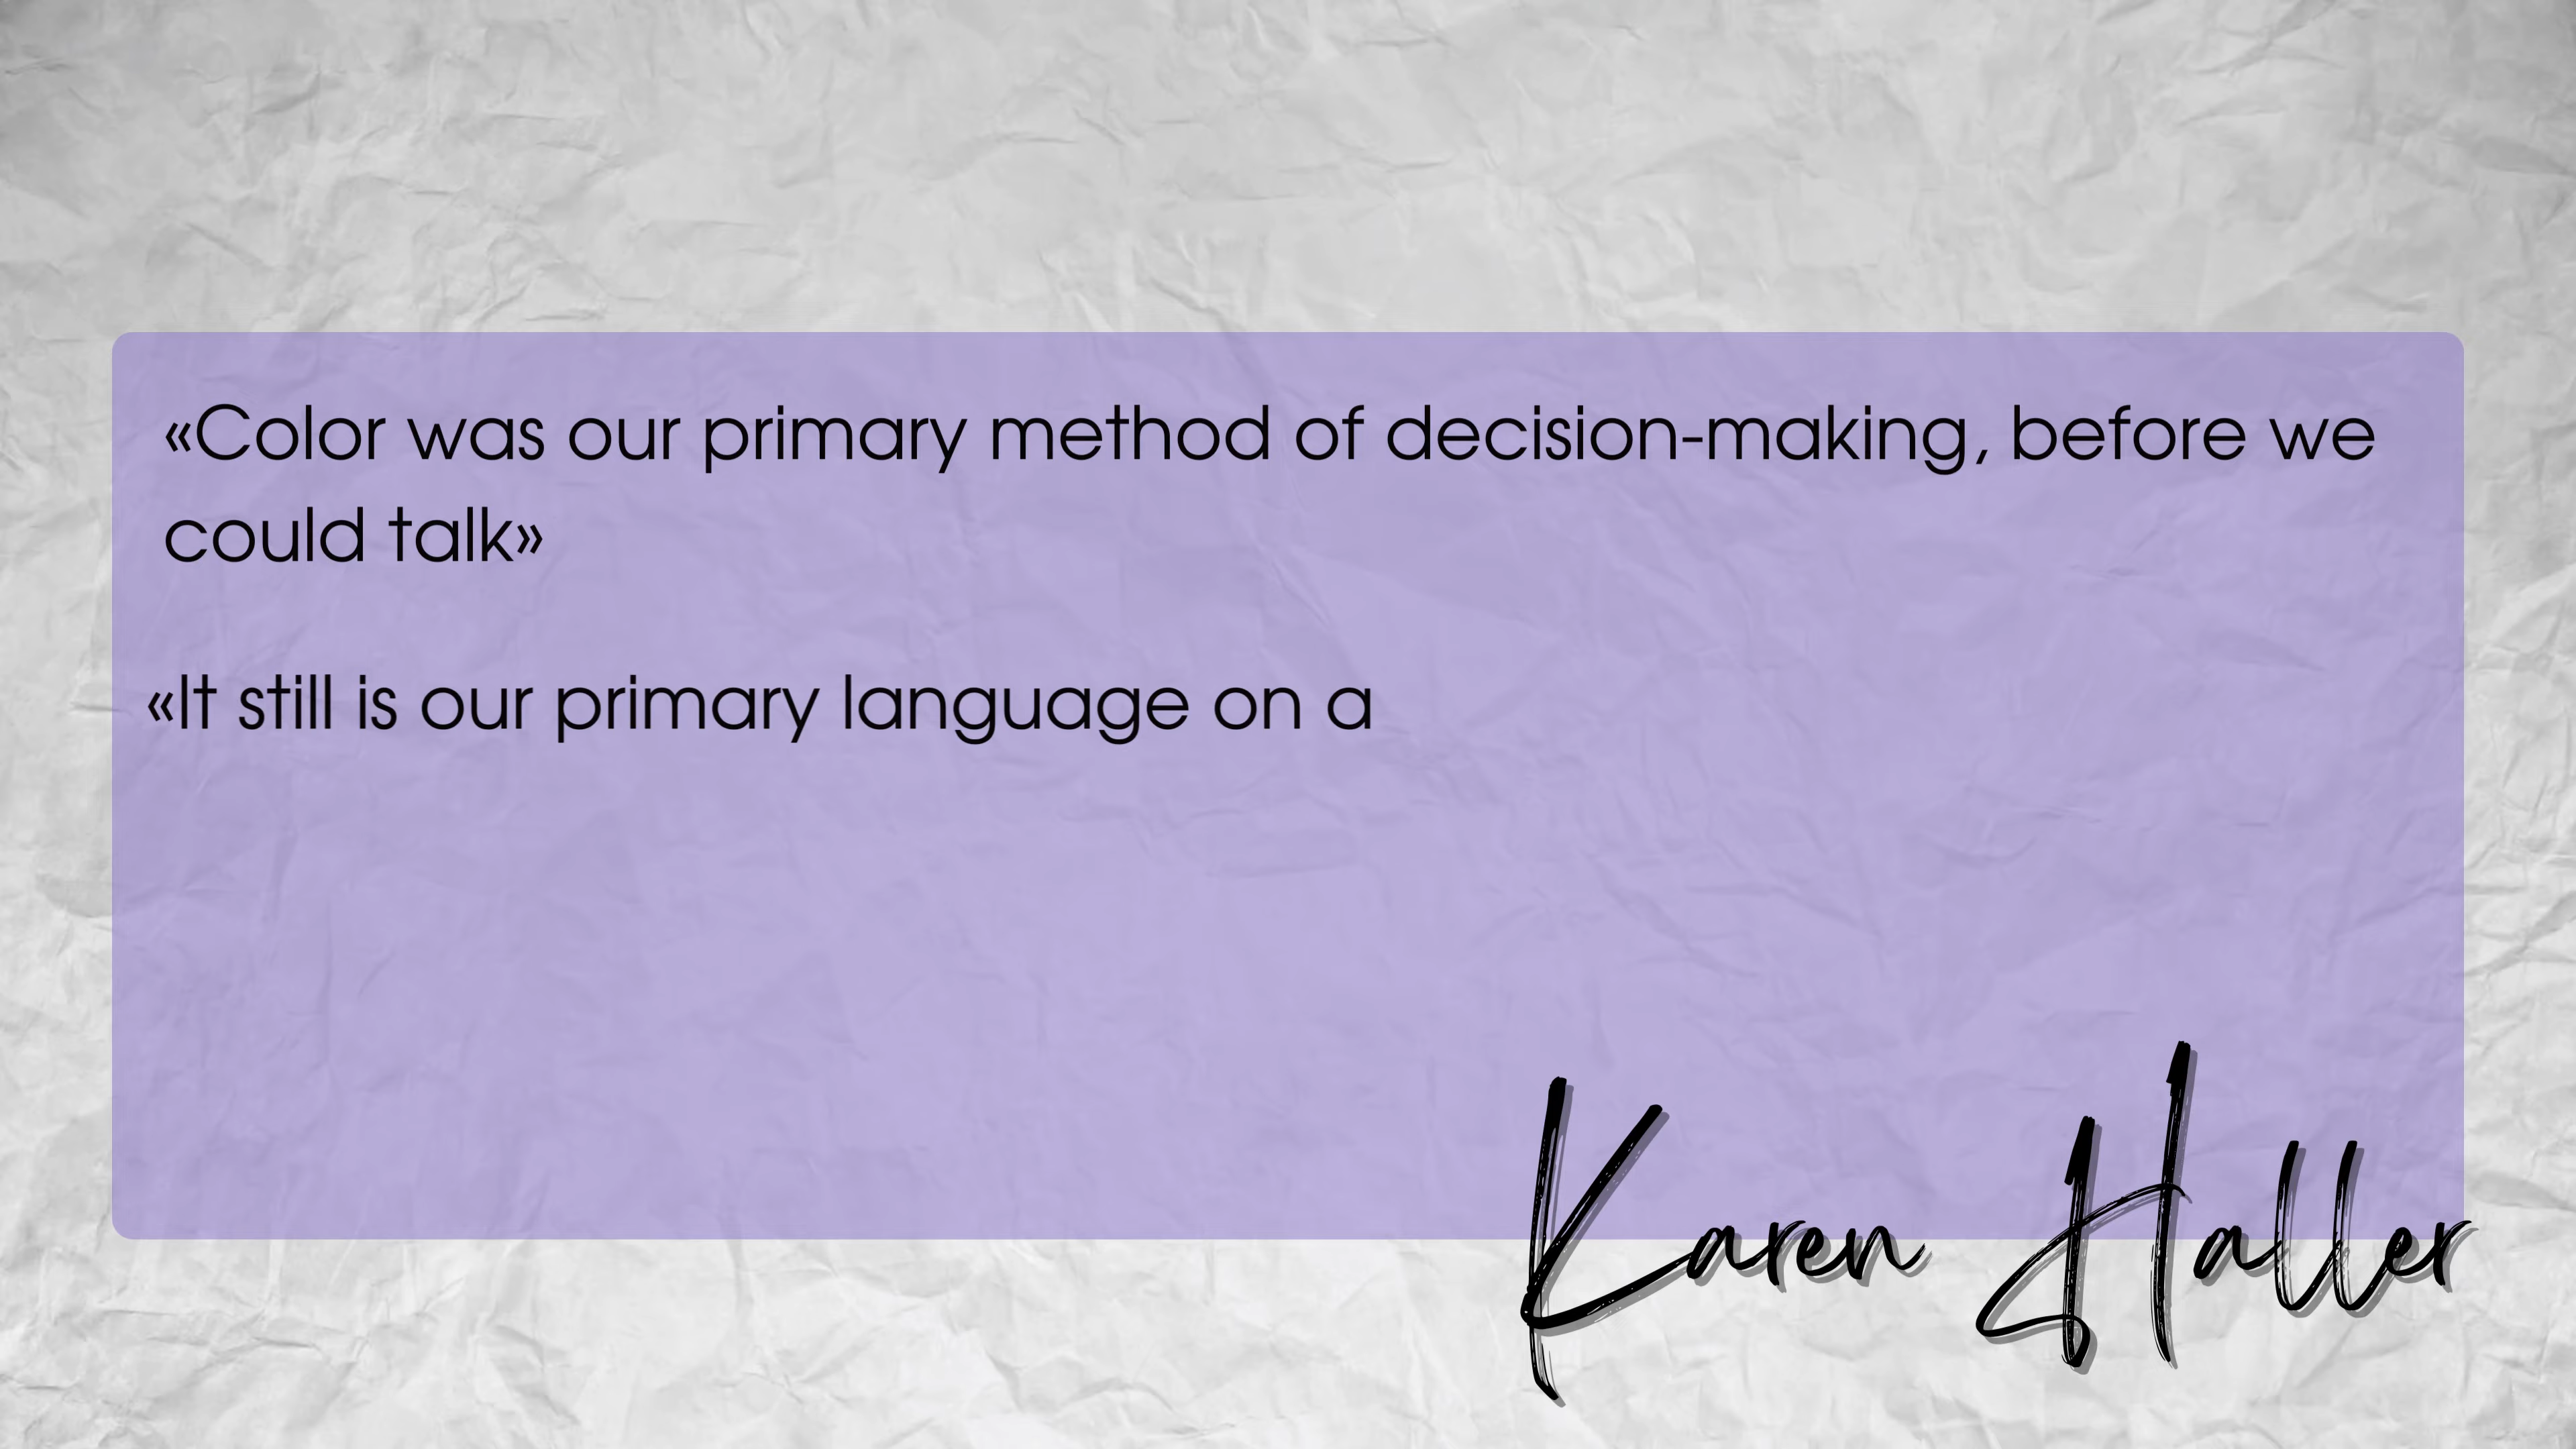 «Color was our primary method of decision-making, before we
could talk»
«It still is our primary language on a
Karen Haller